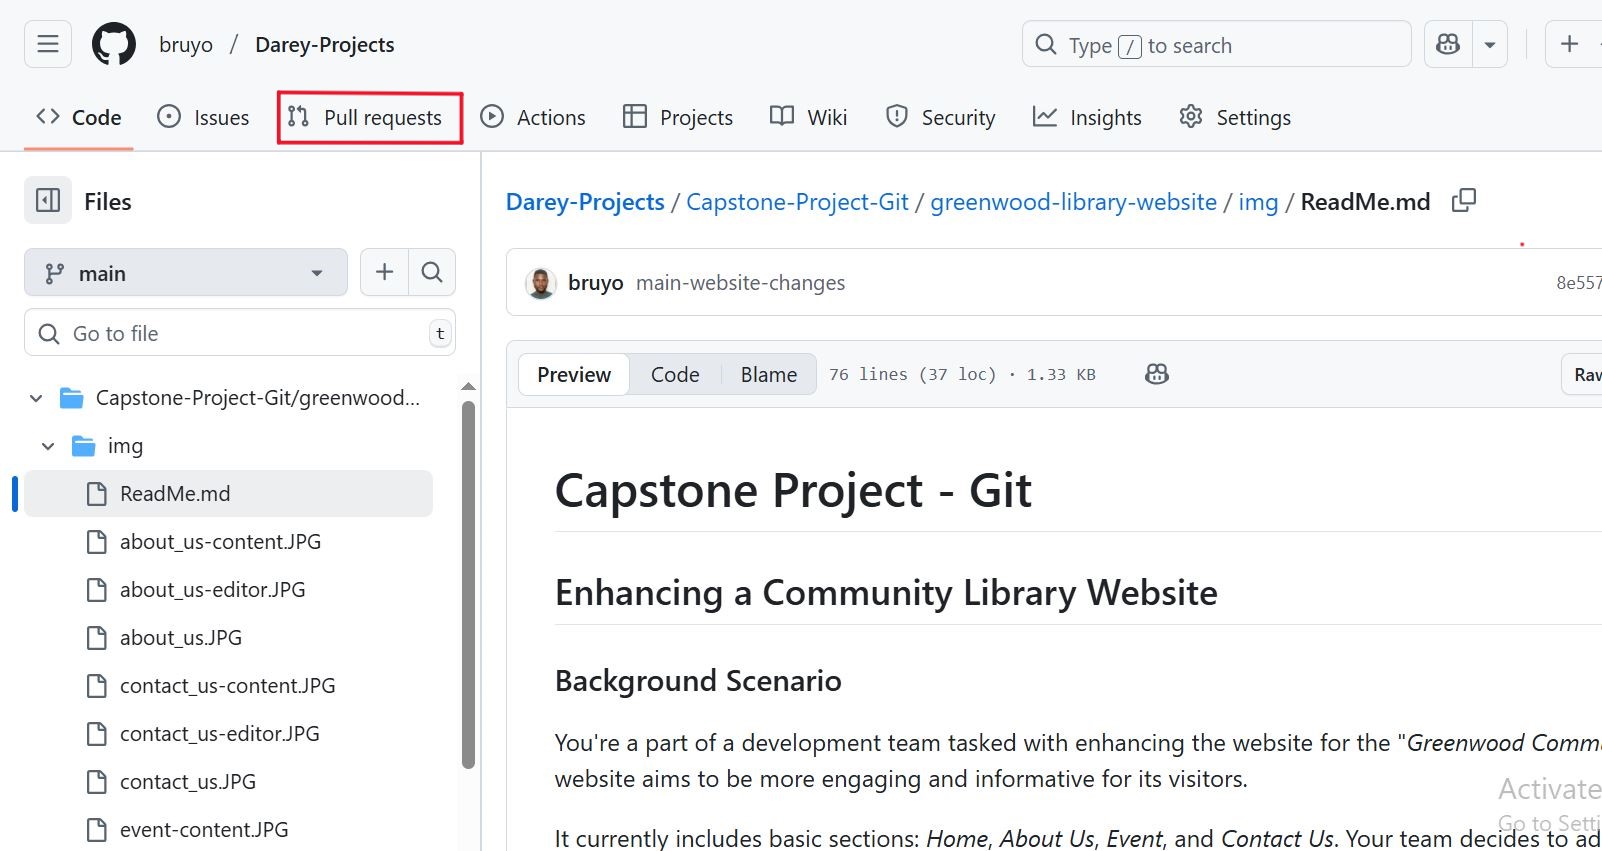 bruyo / Darey-Projects
Type / to search
Code Issues Pull requests Actions Projects Wiki Security Insights Settings
Files
main
Go to file t
Capstone-Project-Git/greenwood...
img
ReadMe.md
about_us-content.JPG
about_us-editor.JPG
about_us.JPG
contact_us-content.JPG
contact_us-editor.JPG
contact_us.JPG
event-content.JPG
Darey-Projects / Capstone-Project-Git / greenwood-library-website / img / ReadMe.md
bruyo main-website-changes 8e557
Preview Code Blame 76 lines (37 loc) · 1.33 KB Raw
Capstone Project - Git
Enhancing a Community Library Website
Background Scenario
You're a part of a development team tasked with enhancing the website for the "Greenwood Commu
website aims to be more engaging and informative for its visitors.
It currently includes basic sections: Home, About Us, Event, and Contact Us. Your team decides to ad
Activate
Go to Setti